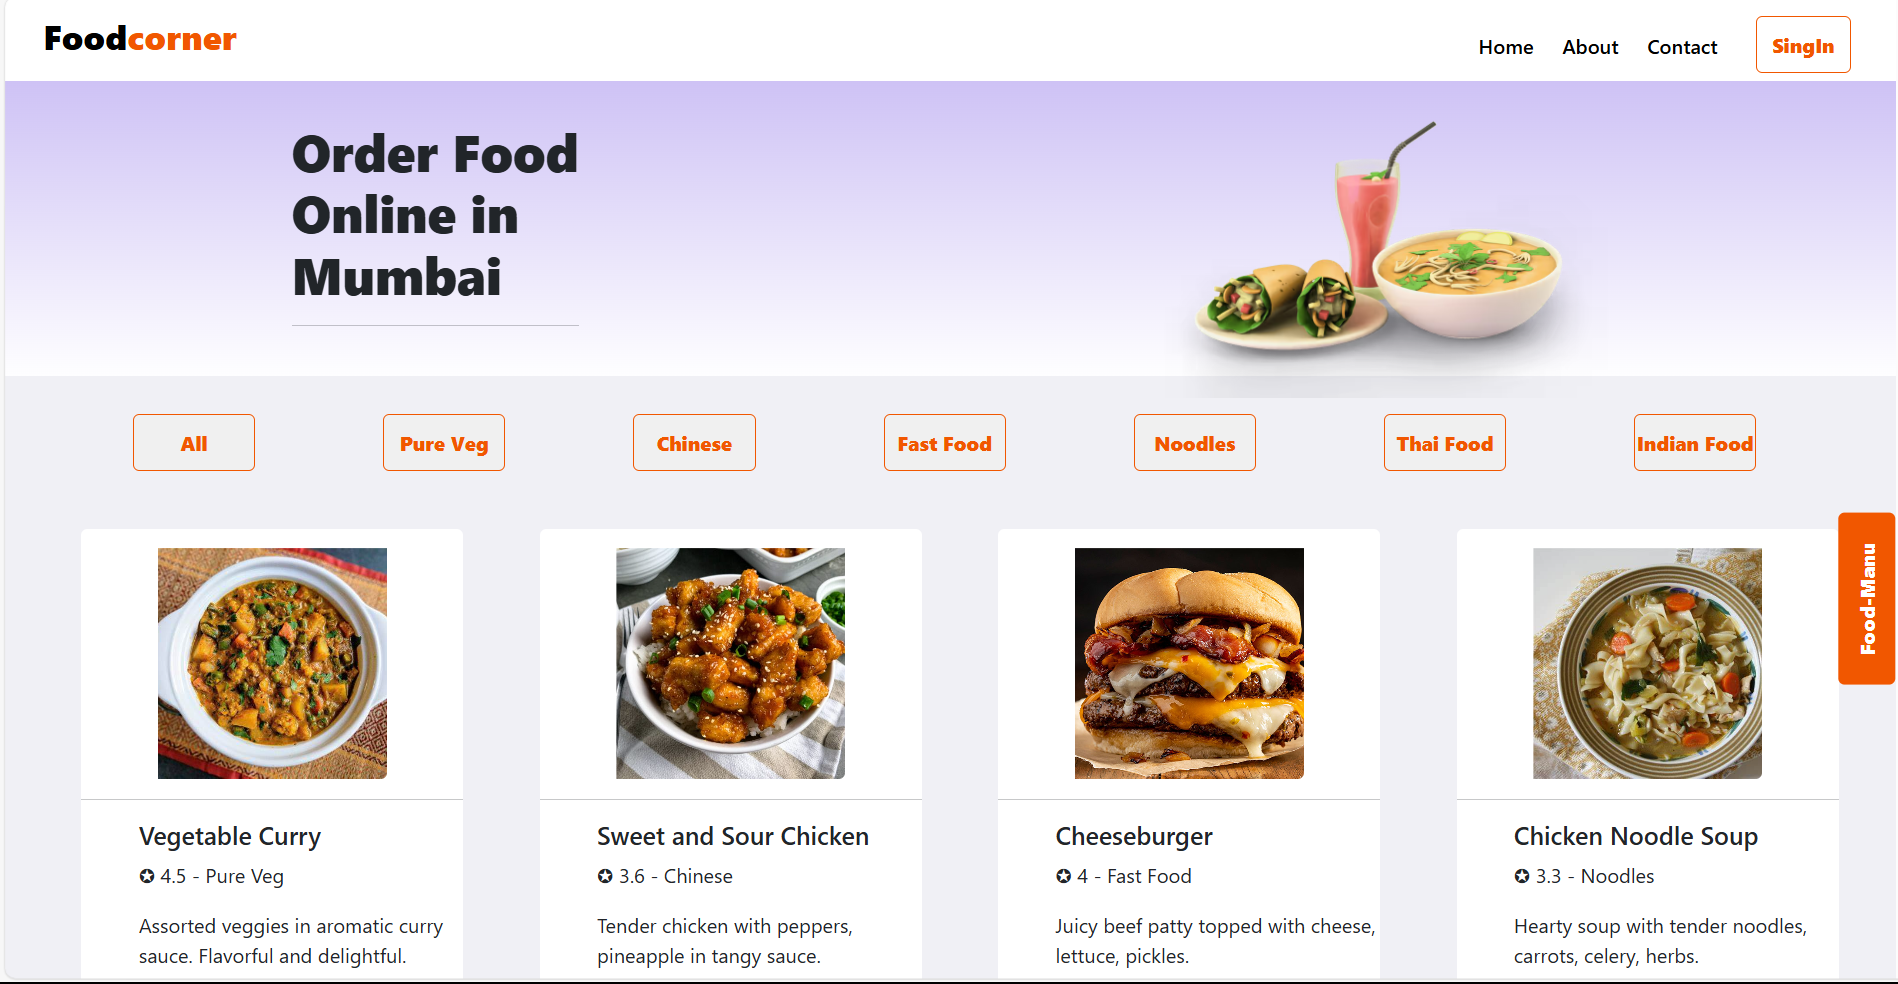 Foodcorner
Home About Contact SingIn
Order Food
Online in
Mumbai
All Pure Veg Chinese Fast Food Noodles Thai Food Indian Food
Food-Manu
Vegetable Curry
✪ 4.5 - Pure Veg
Assorted veggies in aromatic curry
sauce. Flavorful and delightful.
Sweet and Sour Chicken
✪ 3.6 - Chinese
Tender chicken with peppers,
pineapple in tangy sauce.
Cheeseburger
✪ 4 - Fast Food
Juicy beef patty topped with cheese,
lettuce, pickles.
Chicken Noodle Soup
✪ 3.3 - Noodles
Hearty soup with tender noodles,
carrots, celery, herbs.